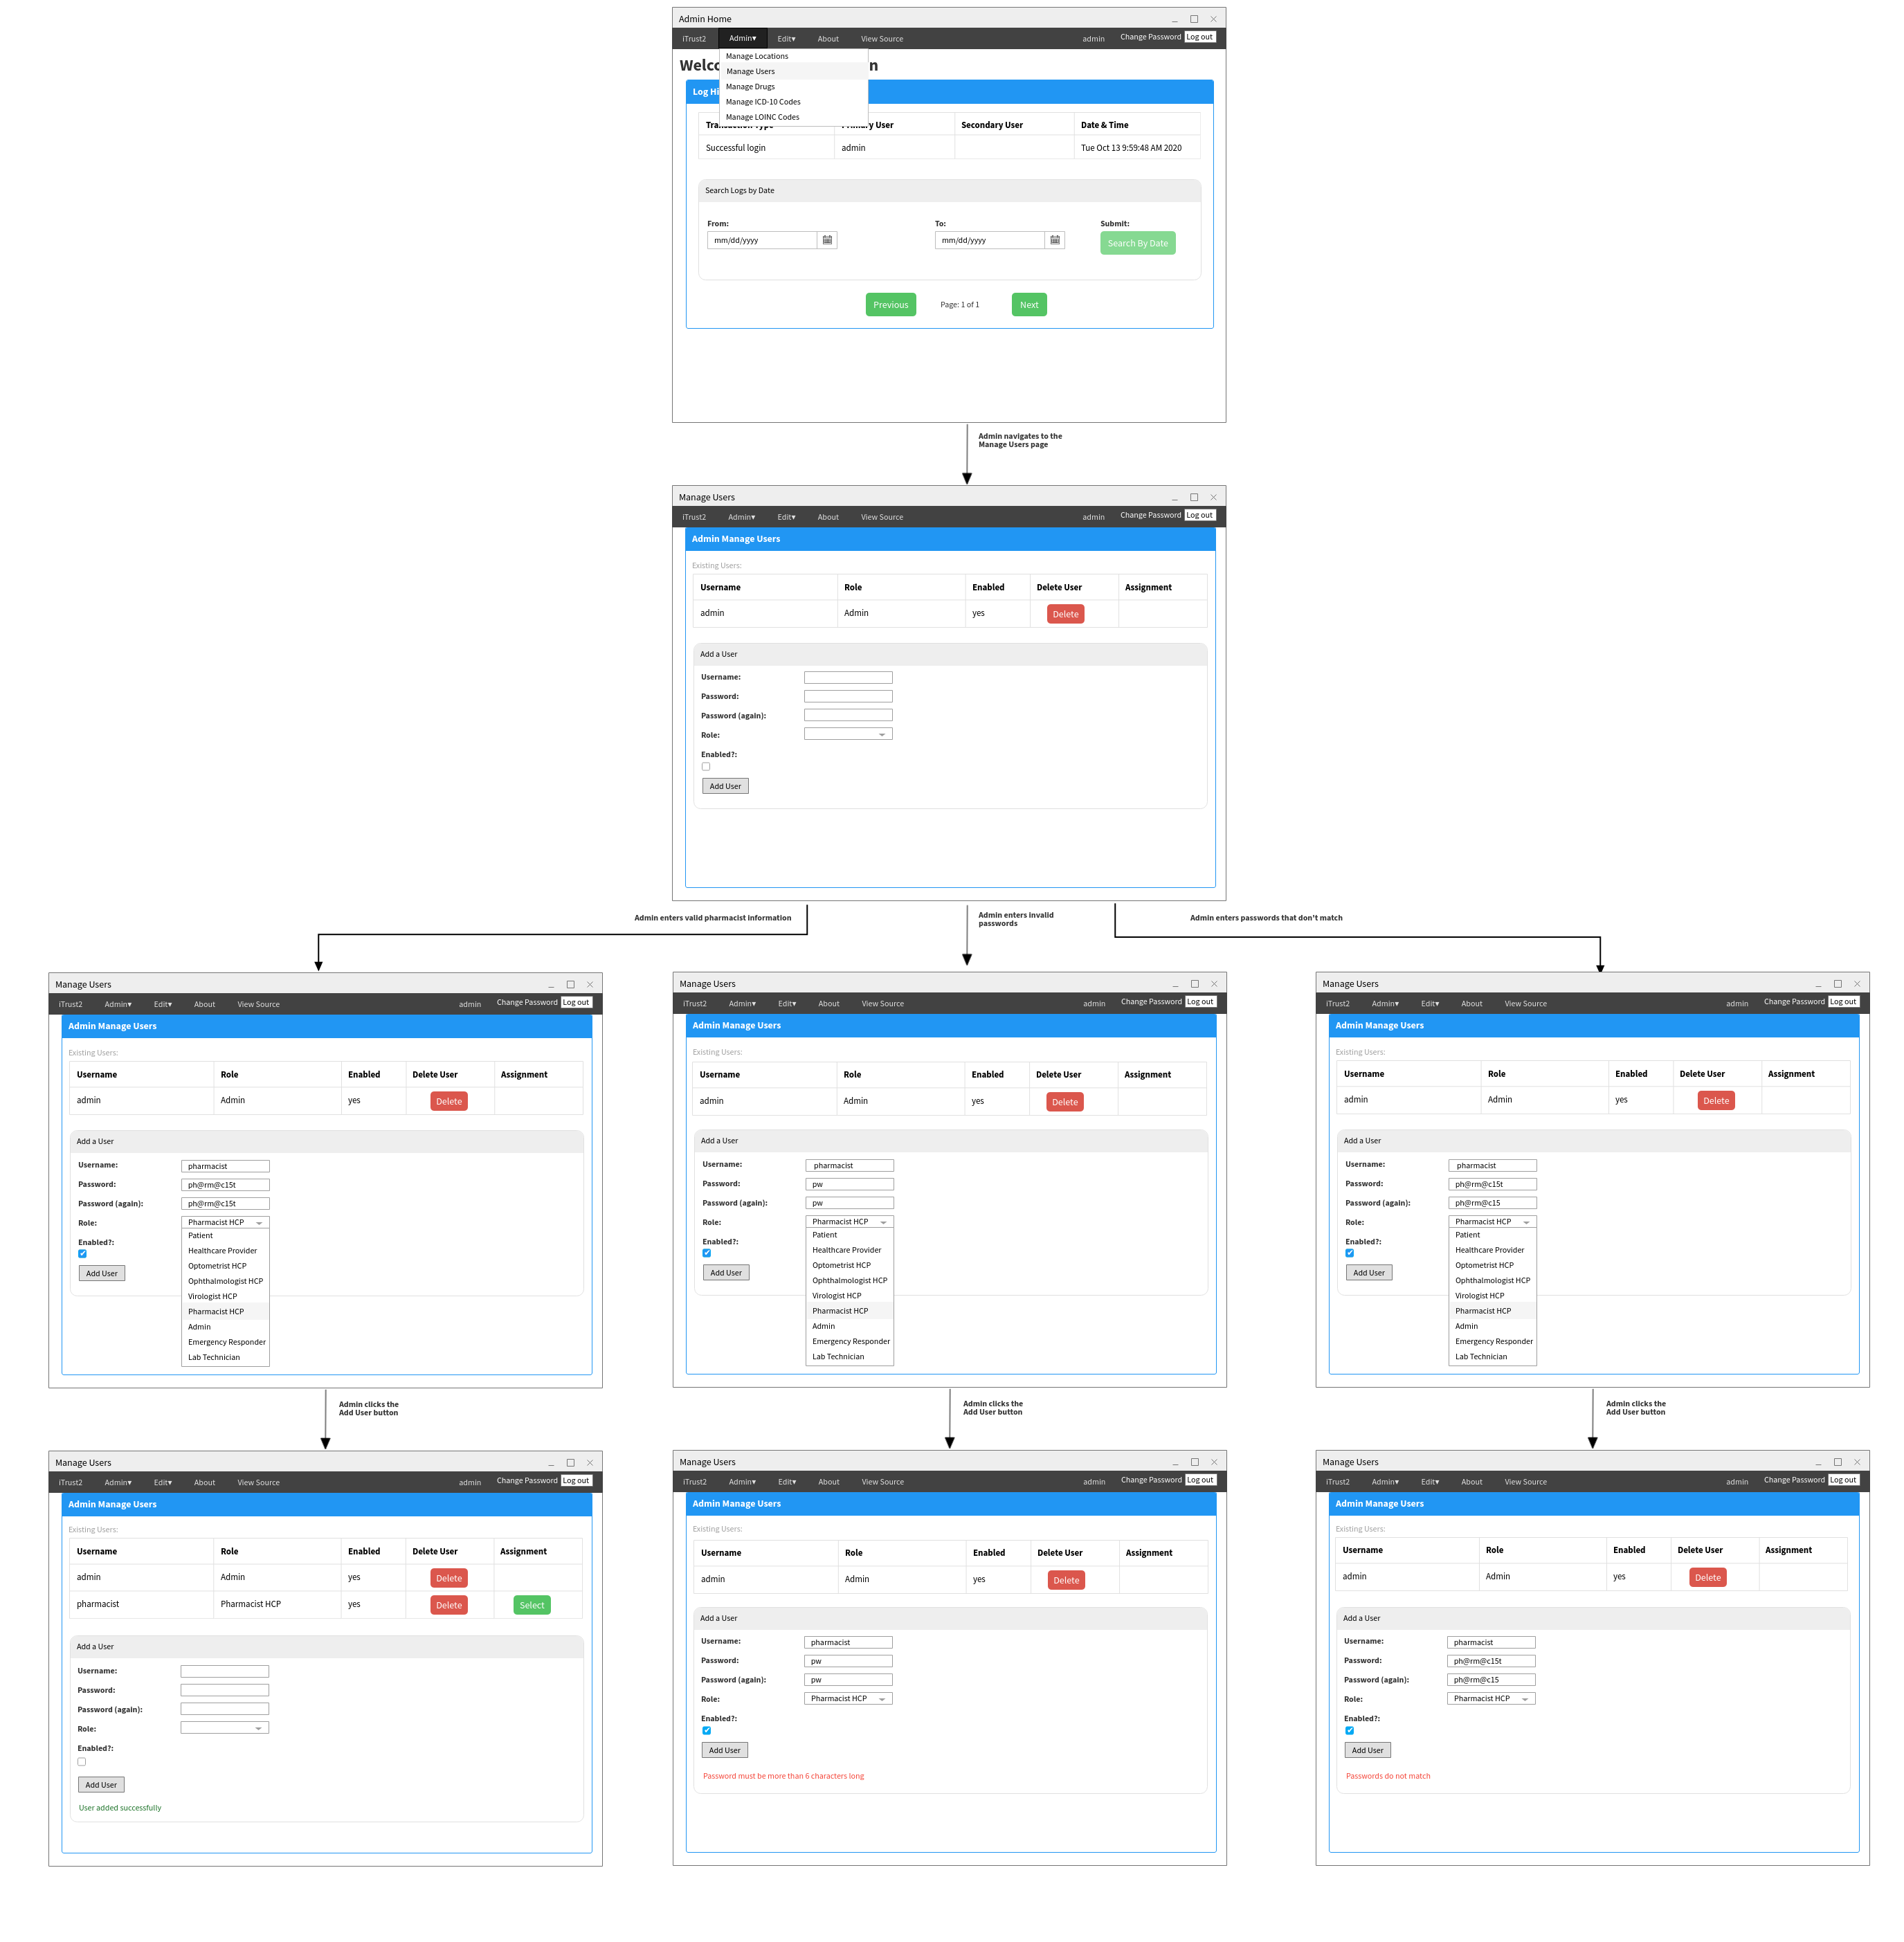 Admin Home
iTrust2 Admin▾ Edit▾ About View Source admin Change Password Log out
Manage Locations
Manage Users
Manage Drugs
Manage ICD-10 Codes
Manage LOINC Codes
Primary User Secondary User Date & Time
Successful login admin Tue Oct 13 9:59:48 AM 2020
Search Logs by Date
From: To: Submit:
mm/dd/yyyy mm/dd/yyyy Search By Date
Previous Page: 1 of 1 Next
Admin navigates to the
Manage Users page
Manage Users
iTrust2 Admin▾ Edit▾ About View Source admin Change Password Log out
Admin Manage Users
Existing Users:
Username Role Enabled Delete User Assignment
admin Admin yes Delete
Add a User
Username:
Password:
Password (again):
Role:
Enabled?:
Add User
Admin enters valid pharmacist information
Admin enters invalid
passwords
Admin enters passwords that don't match
Manage Users
iTrust2 Admin▾ Edit▾ About View Source admin Change Password Log out
Admin Manage Users
Existing Users:
Username Role Enabled Delete User Assignment
admin Admin yes Delete
Add a User
Username: pharmacist
Password: ph@rm@c15t
Password (again): ph@rm@c15t
Role: Pharmacist HCP
Patient
Enabled?:
Healthcare Provider
Optometrist HCP
Add User
Ophthalmologist HCP
Virologist HCP
Pharmacist HCP
Admin
Emergency Responder
Lab Technician
Manage Users
iTrust2 Admin▾ Edit▾ About View Source admin Change Password Log out
Admin Manage Users
Existing Users:
Username Role Enabled Delete User Assignment
admin Admin yes Delete
Add a User
Username: pharmacist
Password: pw
Password (again): pw
Role: Pharmacist HCP
Patient
Enabled?:
Healthcare Provider
Optometrist HCP
Add User
Ophthalmologist HCP
Virologist HCP
Pharmacist HCP
Admin
Emergency Responder
Lab Technician
Manage Users
iTrust2 Admin▾ Edit▾ About View Source admin Change Password Log out
Admin Manage Users
Existing Users:
Username Role Enabled Delete User Assignment
admin Admin yes Delete
Add a User
Username: pharmacist
Password: ph@rm@c15t
Password (again): ph@rm@c15
Role: Pharmacist HCP
Patient
Enabled?:
Healthcare Provider
Optometrist HCP
Add User
Ophthalmologist HCP
Virologist HCP
Pharmacist HCP
Admin
Emergency Responder
Lab Technician
Admin clicks the
Add User button
Admin clicks the
Add User button
Admin clicks the
Add User button
Manage Users
iTrust2 Admin▾ Edit▾ About View Source admin Change Password Log out
Admin Manage Users
Existing Users:
Username Role Enabled Delete User Assignment
admin Admin yes Delete
pharmacist Pharmacist HCP yes Delete Select
Add a User
Username:
Password:
Password (again):
Role:
Enabled?:
Add User
User added successfully
Manage Users
iTrust2 Admin▾ Edit▾ About View Source admin Change Password Log out
Admin Manage Users
Existing Users:
Username Role Enabled Delete User Assignment
admin Admin yes Delete
Add a User
Username: pharmacist
Password: pw
Password (again): pw
Role: Pharmacist HCP
Enabled?:
Add User
Password must be more than 6 characters long
Manage Users
iTrust2 Admin▾ Edit▾ About View Source admin Change Password Log out
Admin Manage Users
Existing Users:
Username Role Enabled Delete User Assignment
admin Admin yes Delete
Add a User
Username: pharmacist
Password: ph@rm@c15t
Password (again): ph@rm@c15
Role: Pharmacist HCP
Enabled?:
Add User
Passwords do not match